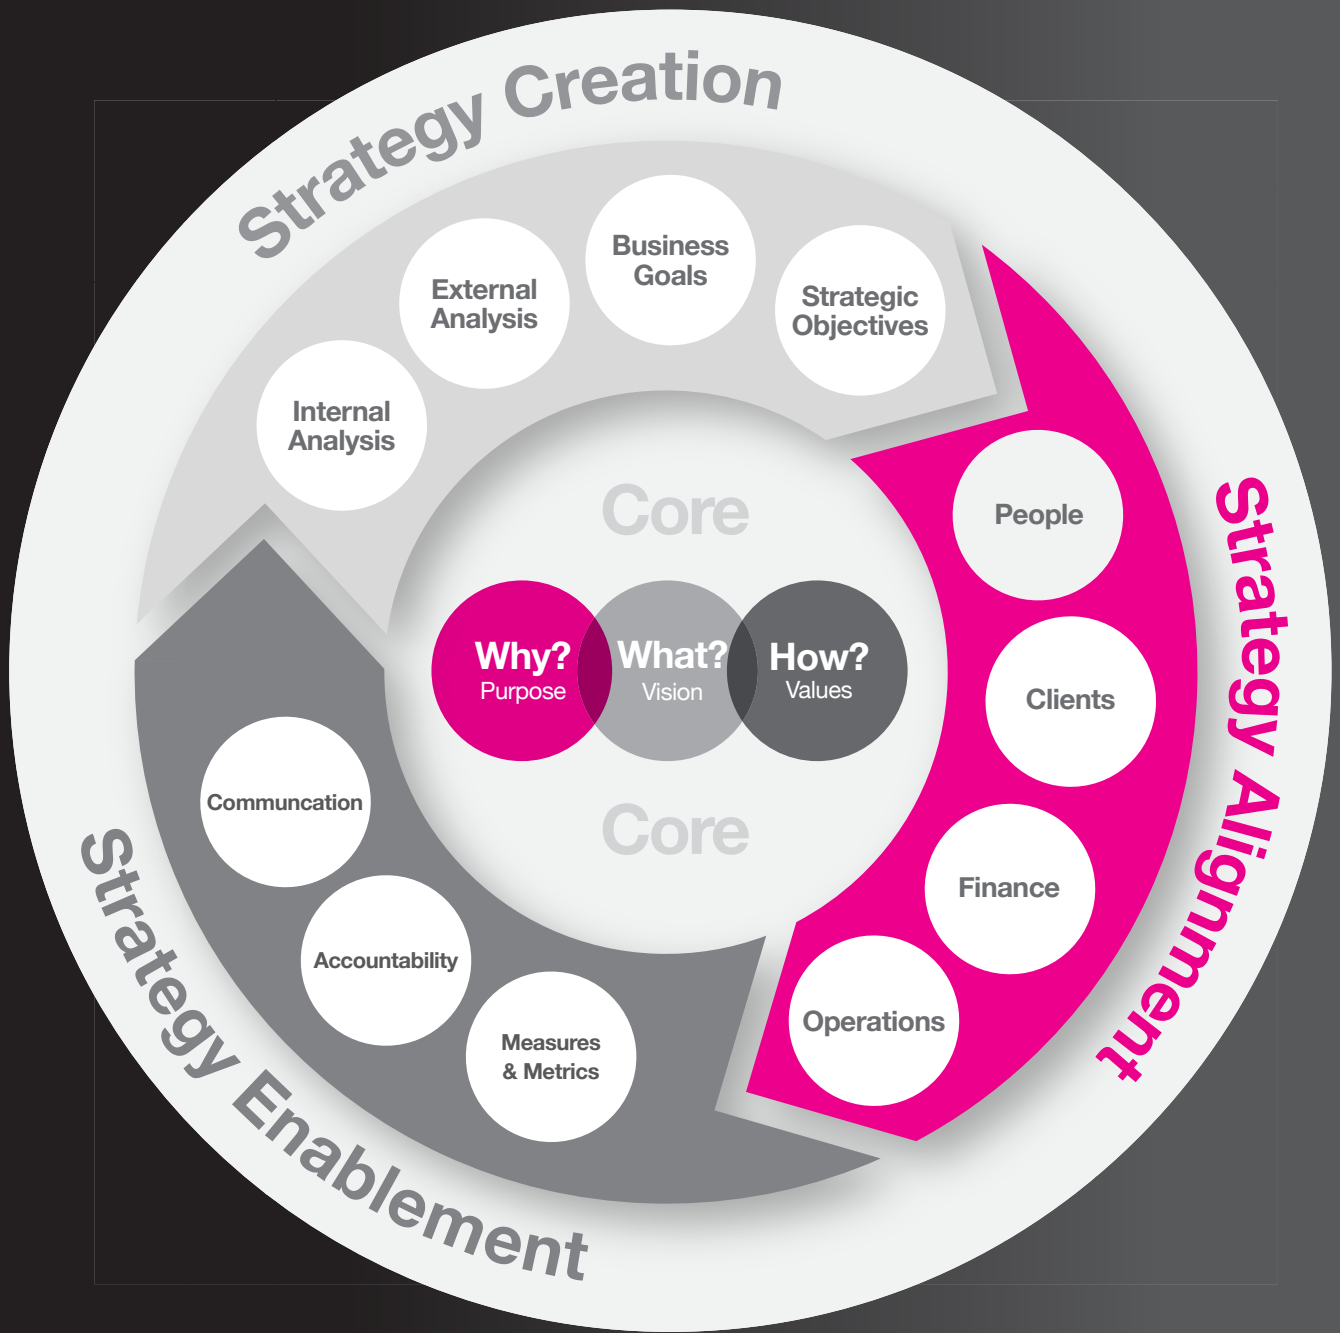 Strategy Creation
Internal
Analysis
External
Analysis
Business
Goals
Strategic
Objectives
Strategy Alignment
People
Clients
Finance
Operations
Strategy Enablement
Measures
& Metrics
Accountability
Communcation
Core
Why?
Purpose
What?
Vision
How?
Values
Core